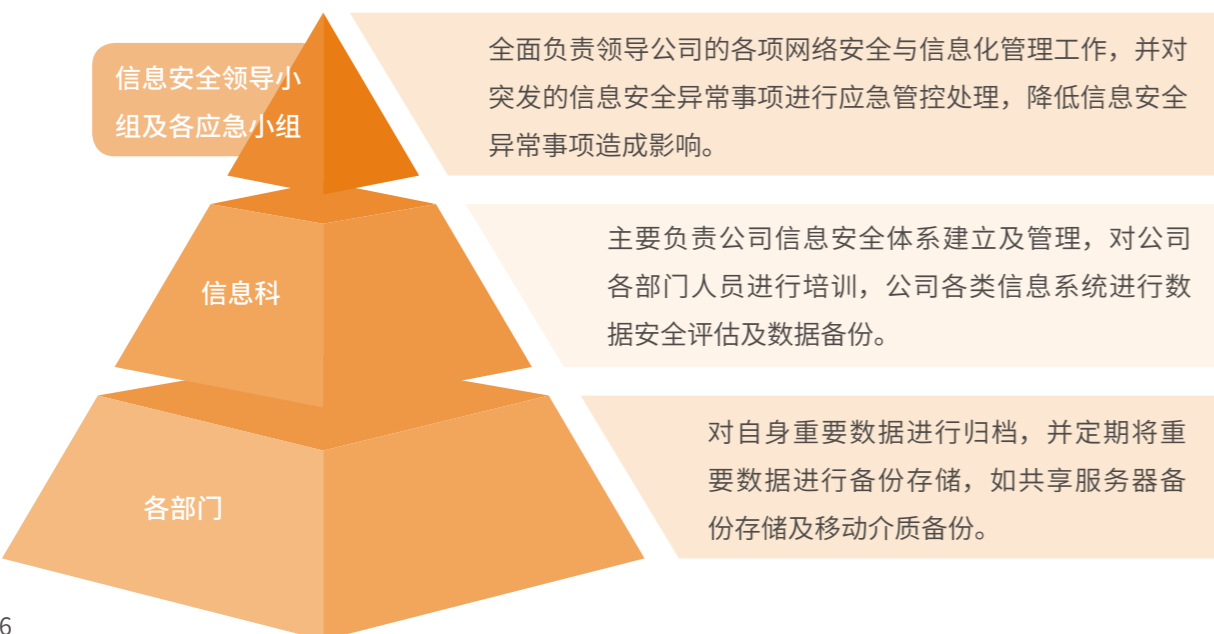 信息安全领导小
组及各应急小组
全面负责领导公司的各项网络安全与信息化管理工作，并对
突发的信息安全异常事项进行应急管控处理，降低信息安全
异常事项造成影响。
信息科
主要负责公司信息安全体系建立及管理，对公司
各部门人员进行培训，公司各类信息系统进行数
据安全评估及数据备份。
各部门
对自身重要数据进行归档，并定期将重
要数据进行备份存储，如共享服务器备
份存储及移动介质备份。
6